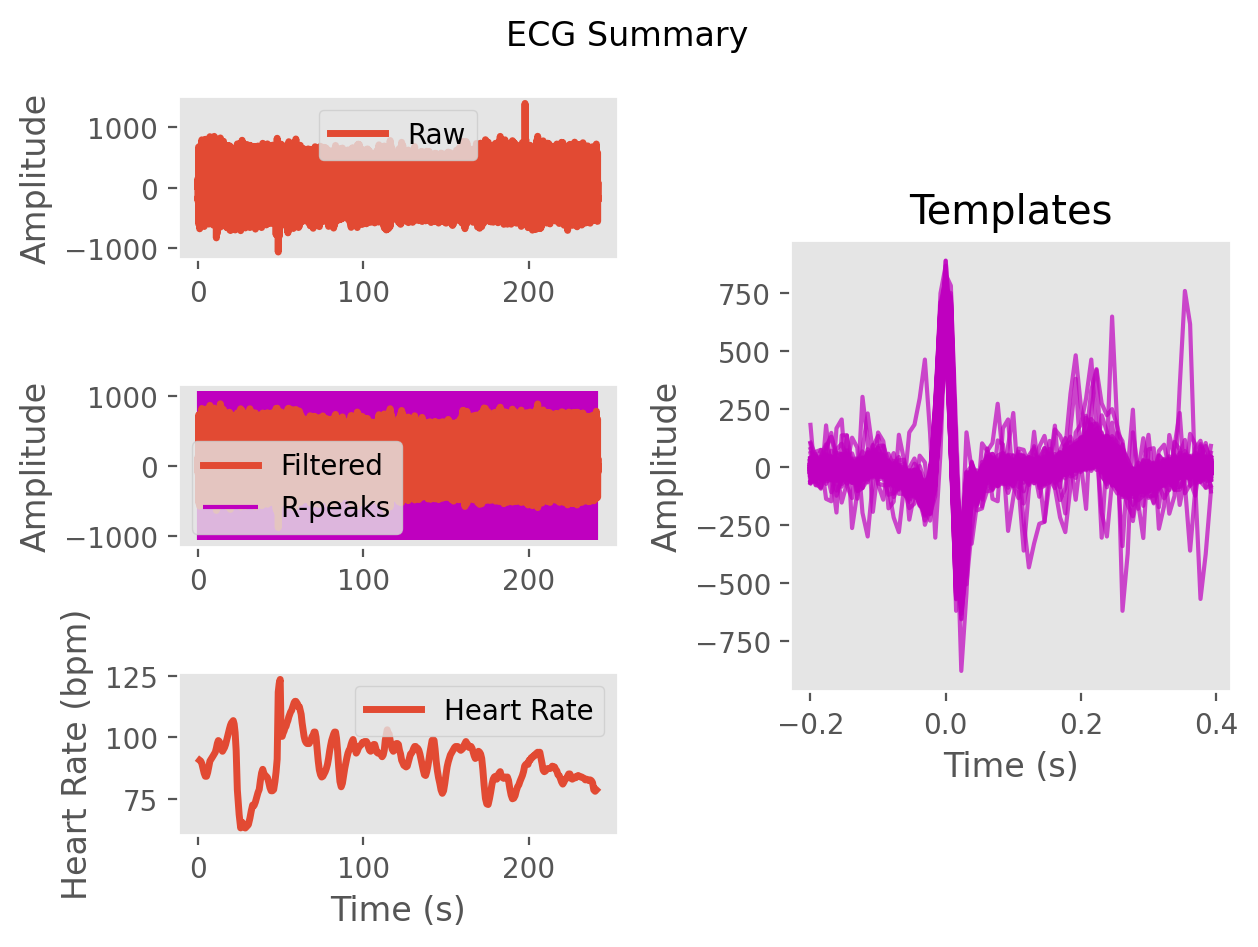 ECG Summary
Amplitude
1000
0
−1000
Raw
0
100
200
Amplitude
1000
0
−1000
Filtered
R-peaks
0
100
200
Heart Rate (bpm)
125
100
75
Heart Rate
0
100
200
Time (s)
Templates
Amplitude
750
500
250
0
−250
−500
−750
−0.2
0.0
0.2
0.4
Time (s)